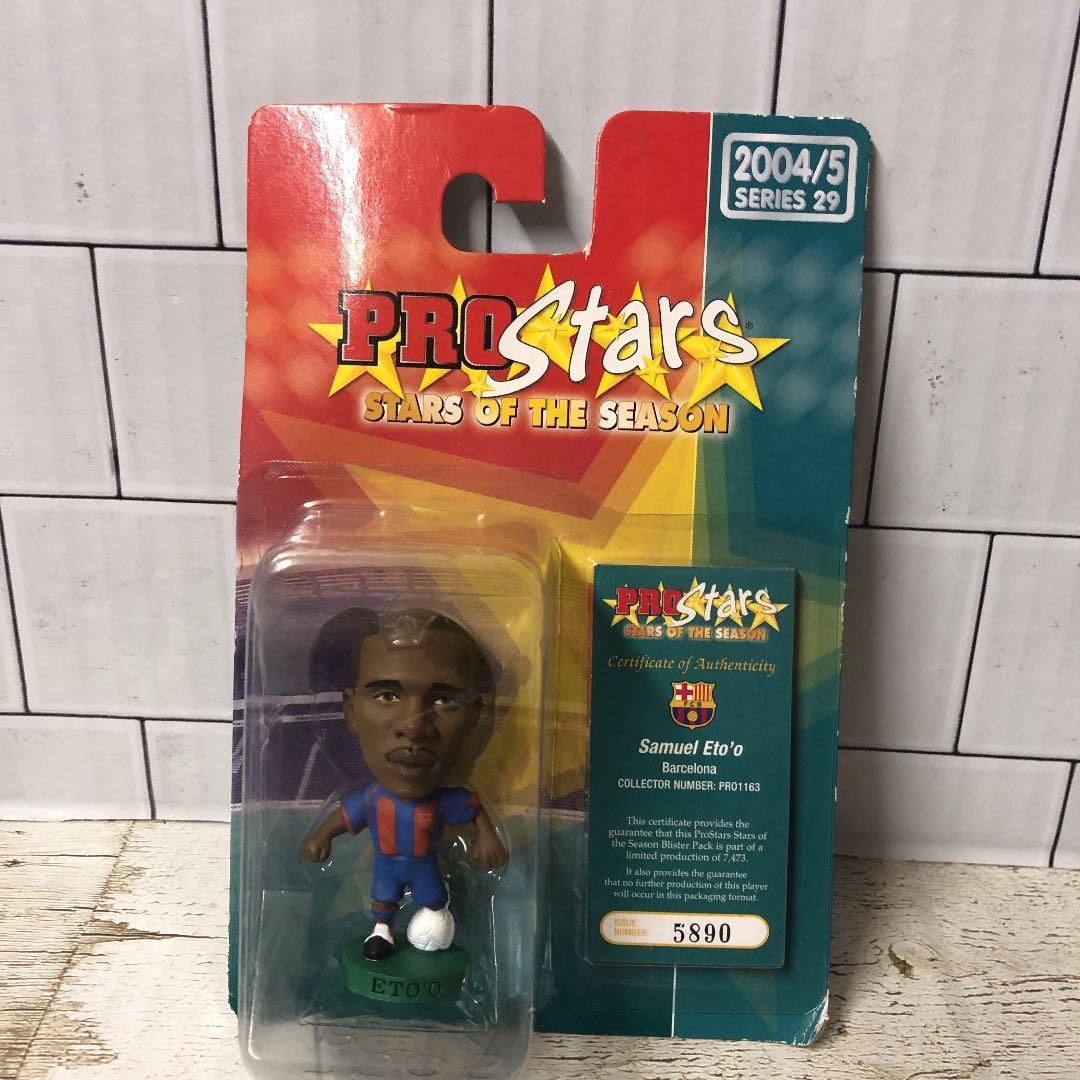 2004/5
SERIES 29
PROStars®
STARS OF THE SEASON
PROStars
STARS OF THE SEASON
Certificate of Authenticity
FCB
Samuel Eto'o
Barcelona
COLLECTOR NUMBER: PRO1163
This certificate provides the
guarantee that this ProStars Stars of
the Season Blister Pack is part of a
limited production of 7,473.
It also provides the guarantee
that no further production of this player
will occur in this packaging format.
ISSUE
NUMBER: 5890
ETO'O